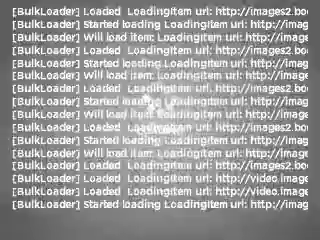 [BulkLoader] Loaded LoadingItem url: http://images2.bo
[BulkLoader] Started loading LoadingItem url: http://imag
[BulkLoader] Will load item: LoadingItem url: http://image
[BulkLoader] Loaded LoadingItem url: http://images2.bo
[BulkLoader] Started loading LoadingItem url: http://imag
[BulkLoader] Will load item: LoadingItem url: http://image
[BulkLoader] Loaded LoadingItem url: http://images2.bo
[BulkLoader] Started loading LoadingItem url: http://imag
[BulkLoader] Will load item: LoadingItem url: http://image
[BulkLoader] Loaded LoadingItem url: http://images2.bo
[BulkLoader] Started loading LoadingItem url: http://imag
[BulkLoader] Will load item: LoadingItem url: http://image
[BulkLoader] Loaded LoadingItem url: http://images2.bo
[BulkLoader] Loaded LoadingItem url: http://video.image
[BulkLoader] Loaded LoadingItem url: http://video.image
[BulkLoader] Started loading LoadingItem url: http://imag